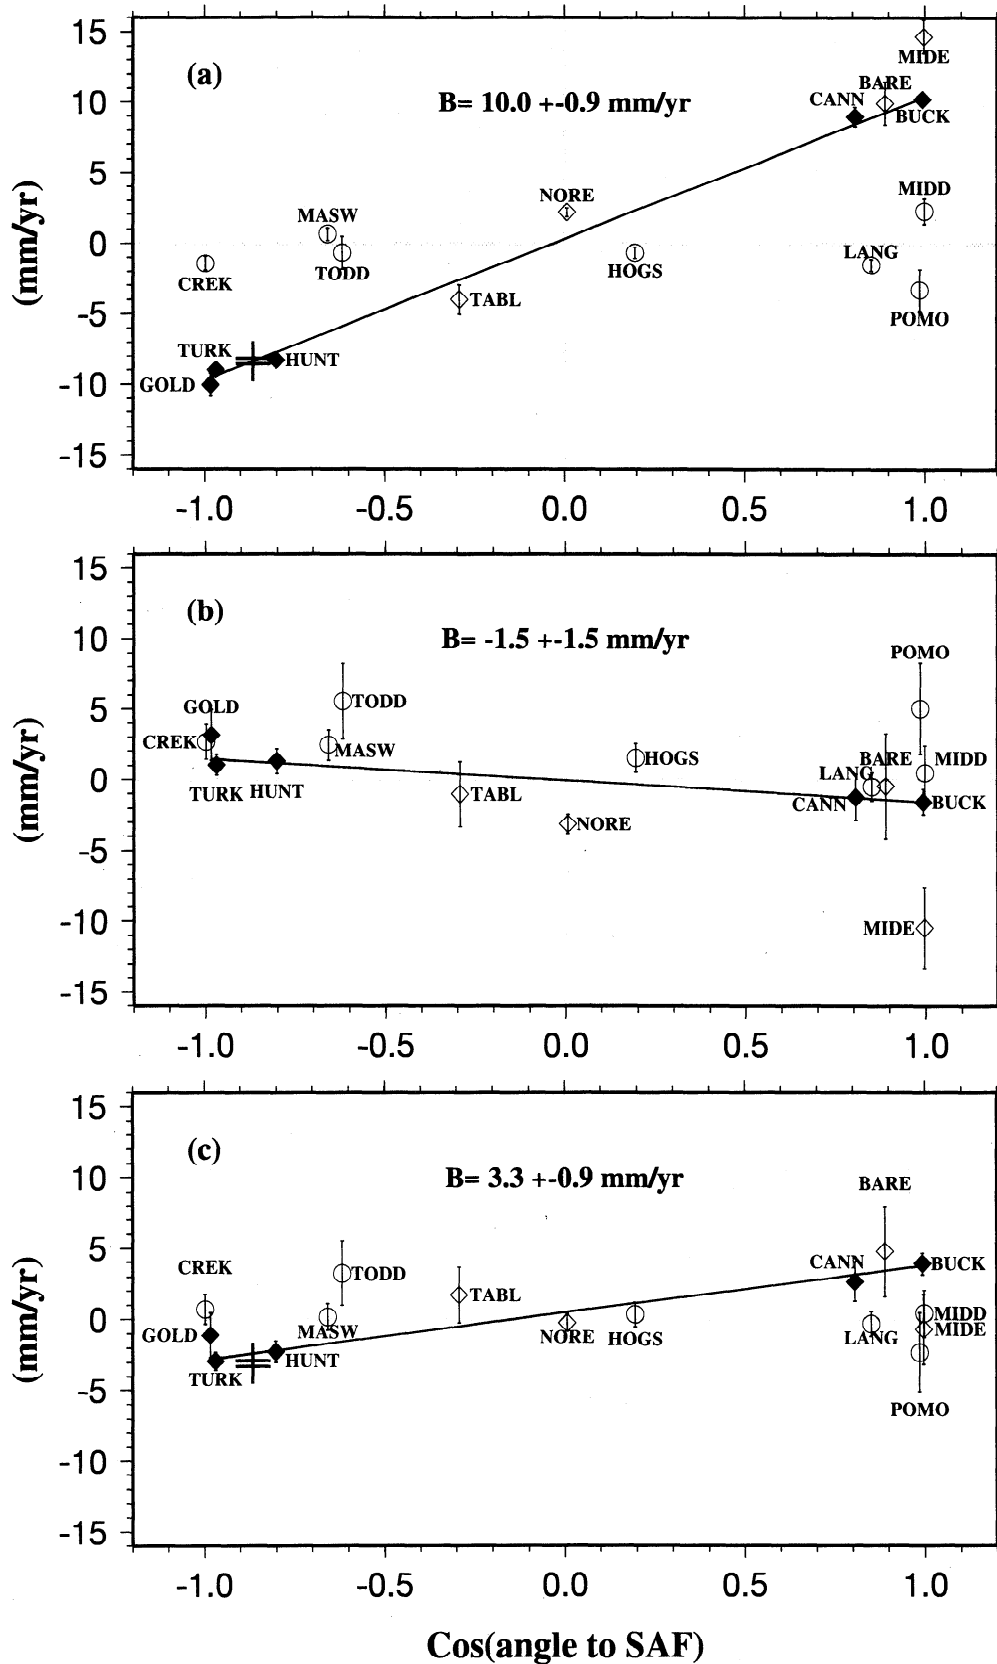 (a)
B= 10.0 +-0.9 mm/yr
(mm/yr)
15
10
5
0
-5
-10
-15
MIDE
BARE
CANN
BUCK
NORE
MIDD
MASW
TODD
CREK
HOGS
LANG
POMO
TABL
TURK
HUNT
GOLD
-1.0 -0.5 0.0 0.5 1.0
(b)
B= -1.5 +-1.5 mm/yr
(mm/yr)
15
10
5
0
-5
-10
-15
POMO
GOLD
TODD
CREK
MASW
HOGS
BARE
MIDD
LANG
TURK
HUNT
TABL
CANN
BUCK
NORE
MIDE
-1.0 -0.5 0.0 0.5 1.0
(c)
B= 3.3 +-0.9 mm/yr
(mm/yr)
15
10
5
0
-5
-10
-15
BARE
CREK
TODD
CANN
BUCK
TABL
GOLD
MASW
NORE
HOGS
LANG
MIDD
MIDE
HUNT
TURK
POMO
-1.0 -0.5 0.0 0.5 1.0
Cos(angle to SAF)